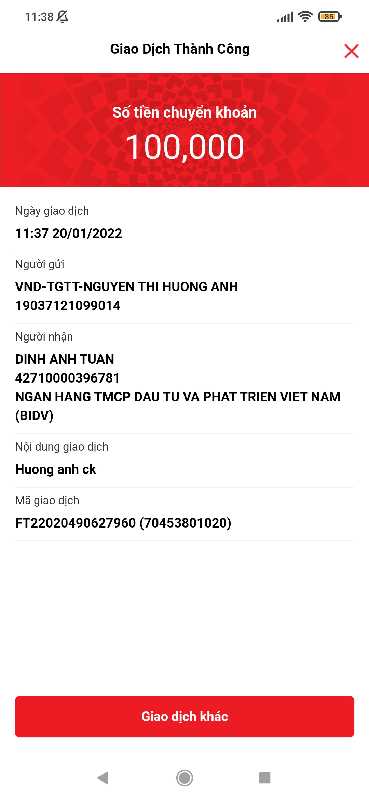 11:38
86
Giao Dịch Thành Công
Số tiền chuyển khoản
100,000
Ngày giao dịch
11:37 20/01/2022
Người gửi
VND-TGTT-NGUYEN THI HUONG ANH
19037121099014
Người nhận
DINH ANH TUAN
42710000396781
NGAN HANG TMCP DAU TU VA PHAT TRIEN VIET NAM
(BIDV)
Nội dung giao dịch
Huong anh ck
Mã giao dịch
FT22020490627960 (70453801020)
Giao dịch khác